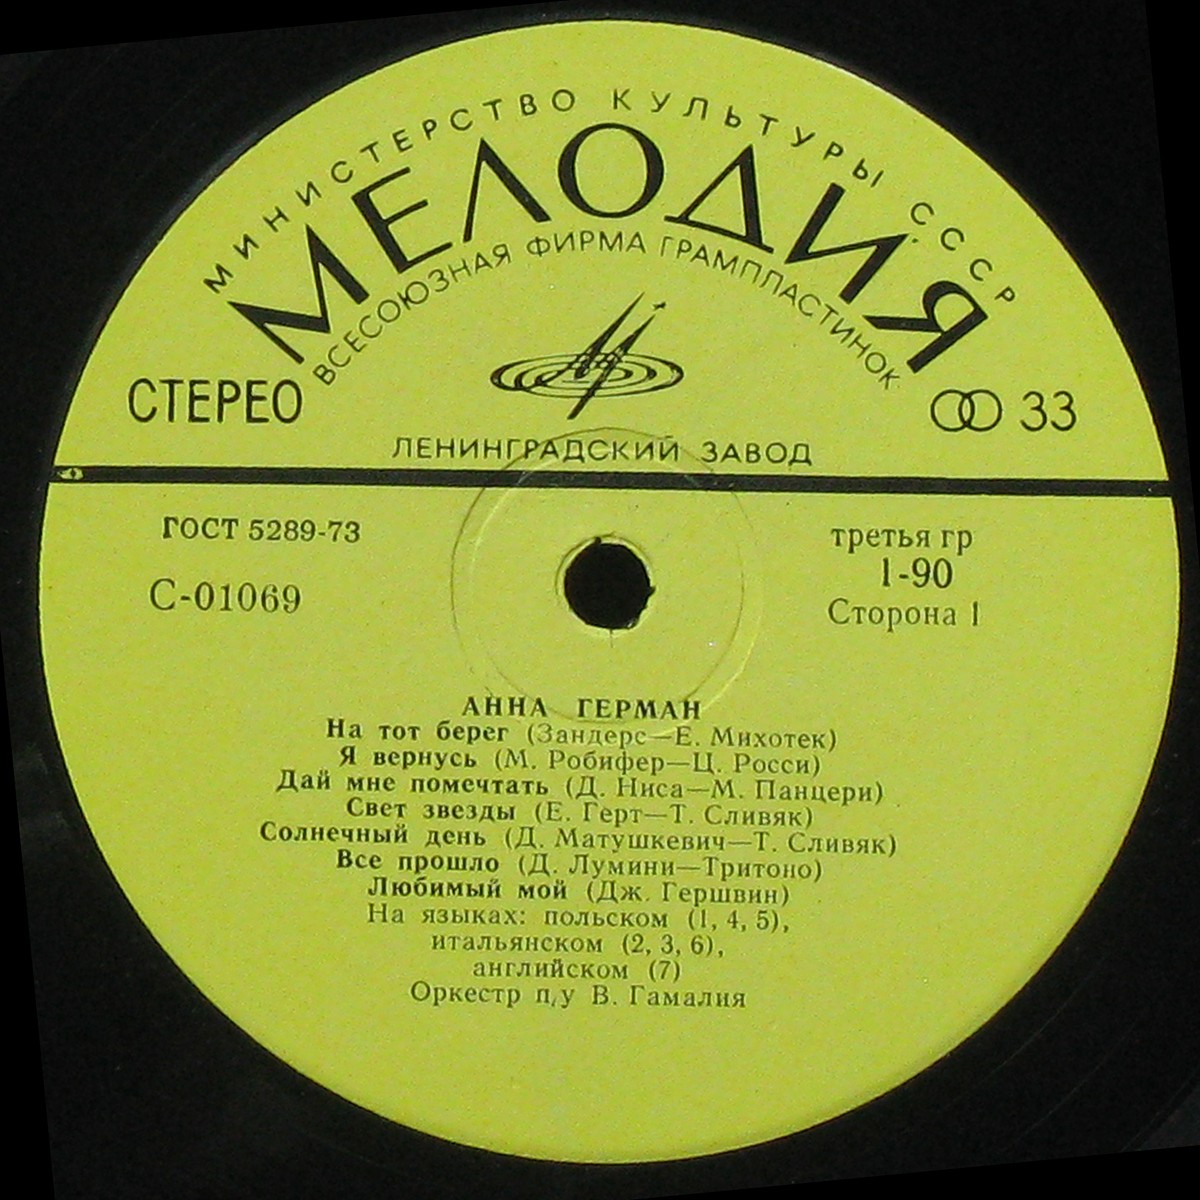 МИНИСТЕРСТВО КУЛЬТУРЫ СССР
МЕЛОДИЯ
ВСЕСОЮЗНАЯ ФИРМА ГРАМПЛАСТИНОК
СТЕРЕО
33
ЛЕНИНГРАДСКИЙ ЗАВОД
ГОСТ 5289-73
третья гр
С-01069
1-90
Сторона 1
АННА ГЕРМАН
На тот берег (Зандерс—Е. Михотек)
Я вернусь (М. Робифер—Ц. Росси)
Дай мне помечтать (Д. Ниса—М. Панцери)
Свет звезды (Е. Герт—Т. Сливяк)
Солнечный день (Д. Матушкевич—Т. Сливяк)
Все прошло (Д. Лумини—Тритоно)
Любимый мой (Дж. Гершвин)
На языках: польском (1, 4, 5),
итальянском (2, 3, 6),
английском (7)
Оркестр п/у В. Гамалия